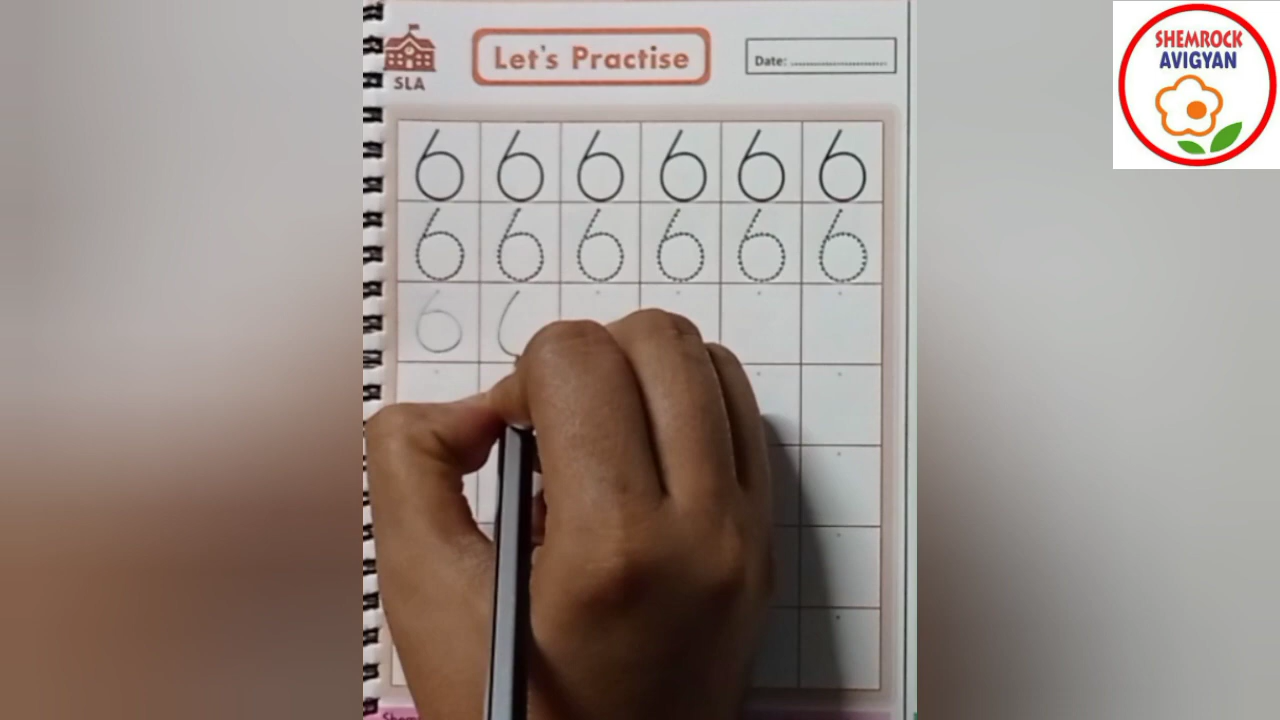 SHEMROCK
AVIGYAN
SLA
Let's Practise
Date:
6 6 6 6 6 6
6 6 6 6 6 6
6